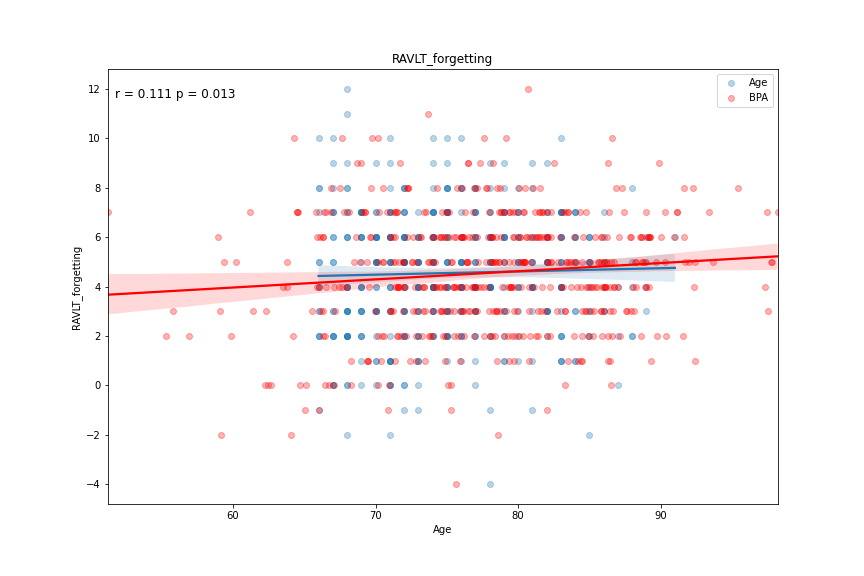 RAVLT_forgetting
r = 0.111 p = 0.013
Age
BPA
12
10
8
6
4
2
0
−2
−4
RAVLT_forgetting
60
70
80
90
Age